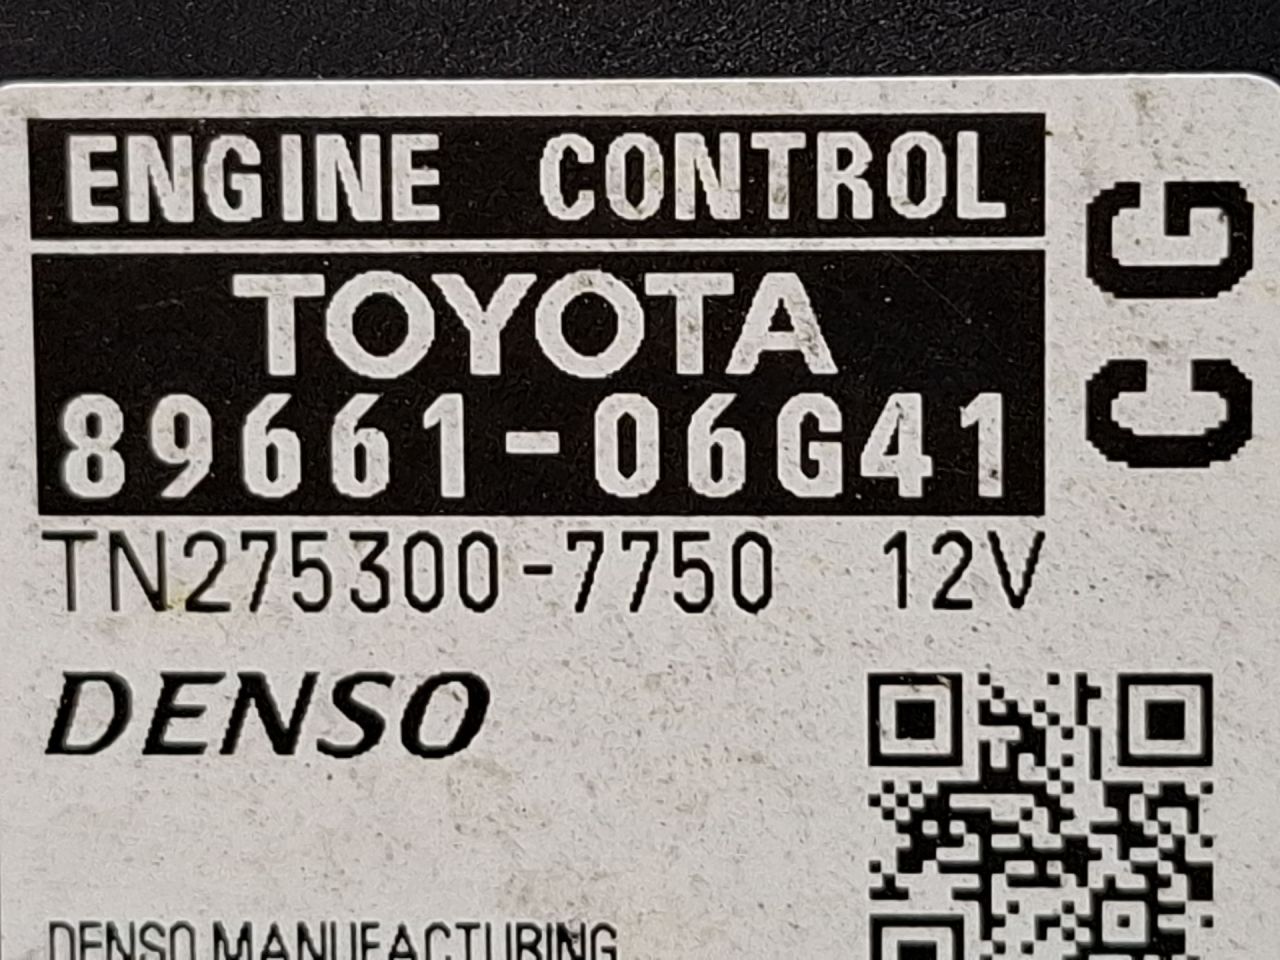 ENGINE CONTROL
TOYOTA
89661-06G41
TN275300-7750 12V
CG
DENSO
DENSO MANUFACTURING